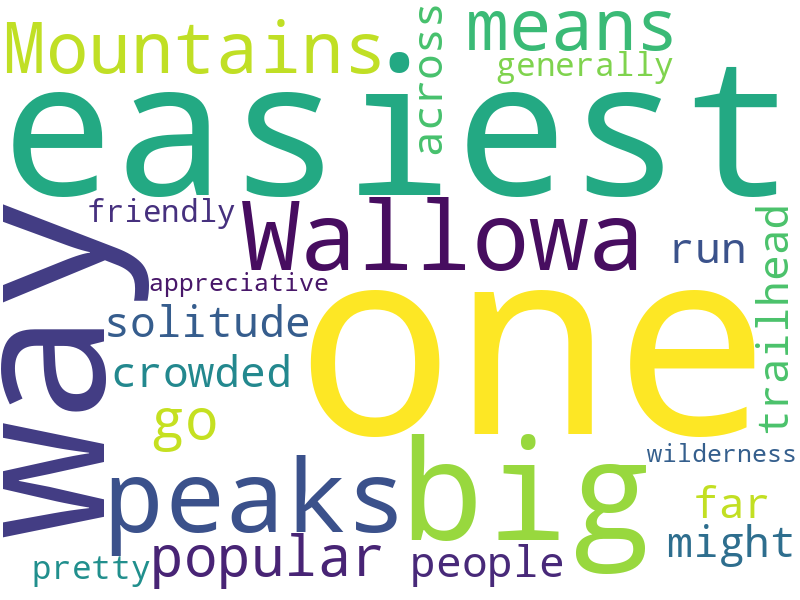 Mountains
means
across
generally
easiest
way
friendly
Wallowa
run
trailhead
appreciative
one
solitude
crowded
go
big
wilderness
peaks
far
might
pretty
popular
people